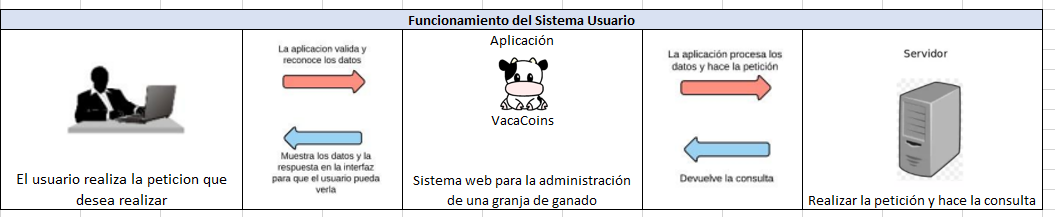 Funcionamiento del Sistema Usuario
El usuario realiza la peticion que
desea realizar
La aplicacion valida y
reconoce los datos
Muestra los datos y la
respuesta en la interfaz
para que el usuario pueda
verla
Aplicación
VacaCoins
Sistema web para la administración
de una granja de ganado
La aplicación procesa los
datos y hace la petición
Devuelve la consulta
Servidor
Realizar la petición y hace la consulta